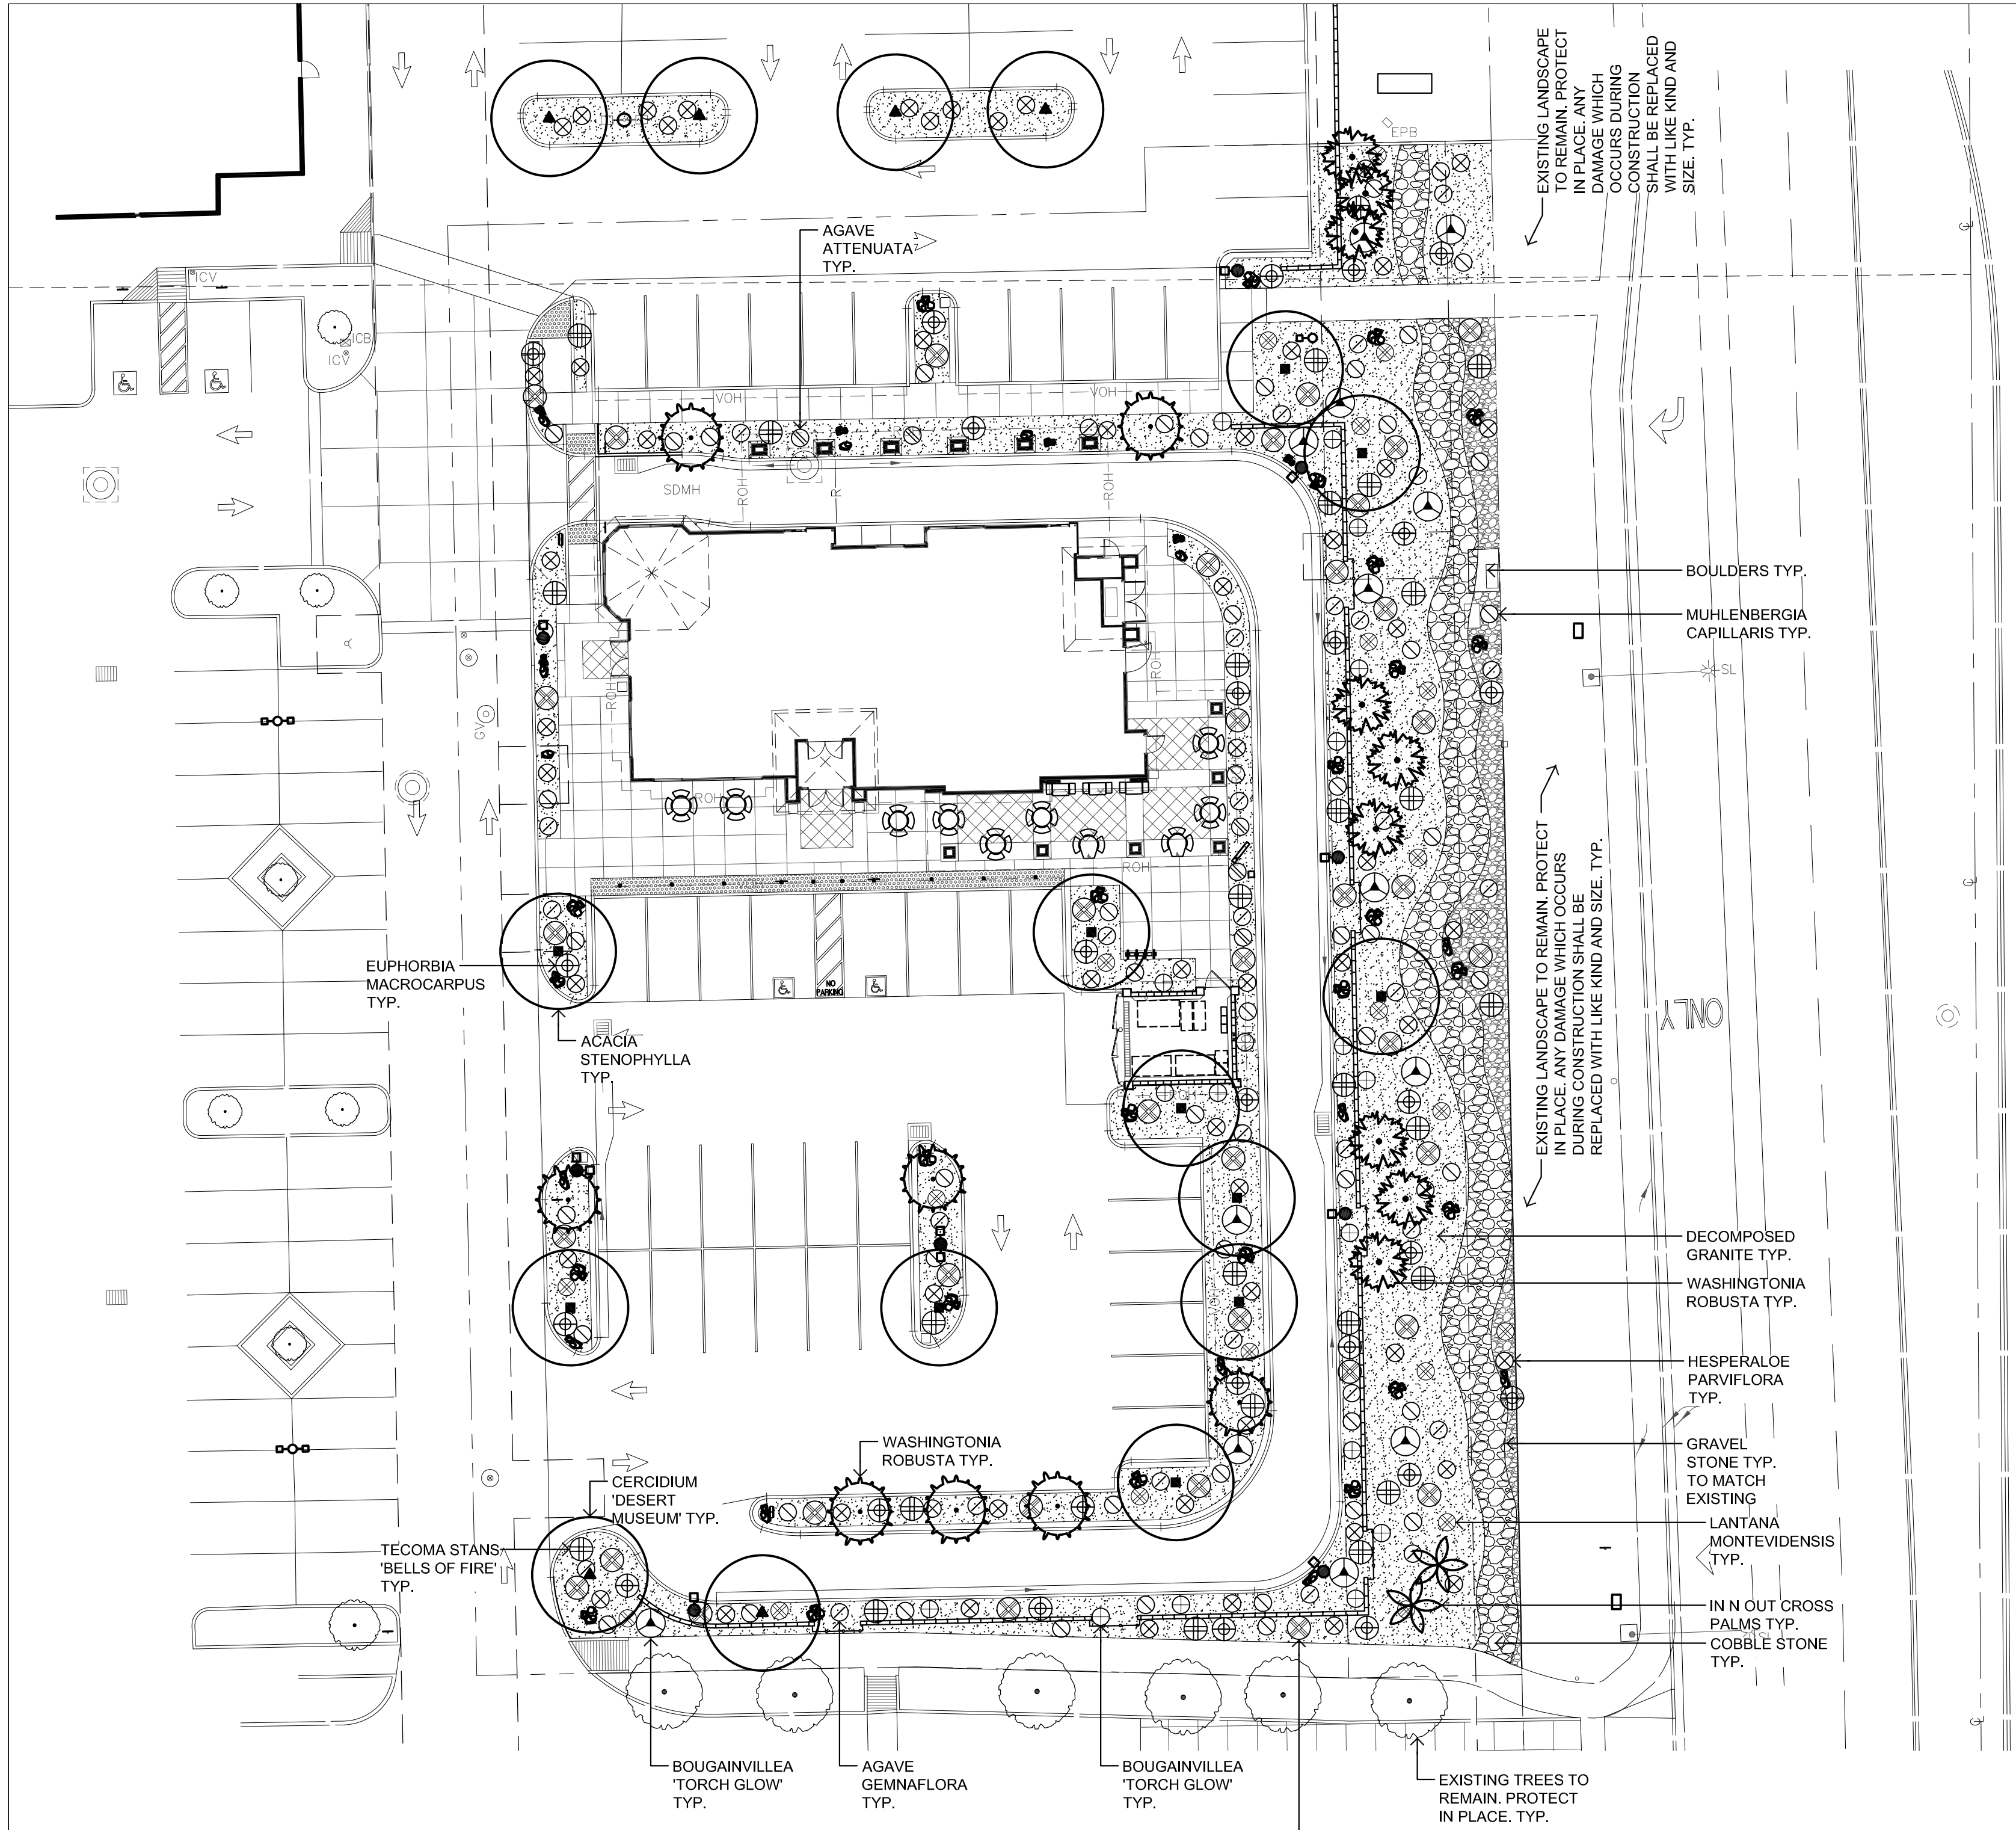 EXISTING LANDSCAPE
TO REMAIN. PROTECT
IN PLACE. ANY
DAMAGE WHICH
OCCURS DURING
CONSTRUCTION
SHALL BE REPLACED
WITH LIKE KIND AND
SIZE. TYP.
EPB
AGAVE
ATTENUATA
TYP.
ICV
ICB
ICV
VOH
VOH
SDMH
ROH
R
ROH
BOULDERS TYP.
MUHLENBERGIA
CAPILLARIS TYP.
SL
ROH
ROH
GV
ROH
ROH
EXISTING LANDSCAPE TO REMAIN. PROTECT
IN PLACE. ANY DAMAGE WHICH OCCURS
DURING CONSTRUCTION SHALL BE
REPLACED WITH LIKE KIND AND SIZE. TYP.
EUPHORBIA
MACROCARPUS
TYP.
NO
PARKING
ONLY
ACACIA
STENOPHYLLA
TYP.
VOH
VOH
DECOMPOSED
GRANITE TYP.
WASHINGTONIA
ROBUSTA TYP.
HESPERALOE
PARVIFLORA
TYP.
GRAVEL
STONE TYP.
TO MATCH
EXISTING
WASHINGTONIA
ROBUSTA TYP.
CERCIDIUM
'DESERT
MUSEUM' TYP.
LANTANA
MONTEVIDENSIS
TYP.
TECOMA STANS
'BELLS OF FIRE'
TYP.
IN N OUT CROSS
PALMS TYP.
SL
COBBLE STONE
TYP.
BOUGAINVILLEA
'TORCH GLOW'
TYP.
AGAVE
GEMNAFLORA
TYP.
BOUGAINVILLEA
'TORCH GLOW'
TYP.
EXISTING TREES TO
REMAIN. PROTECT
IN PLACE. TYP.